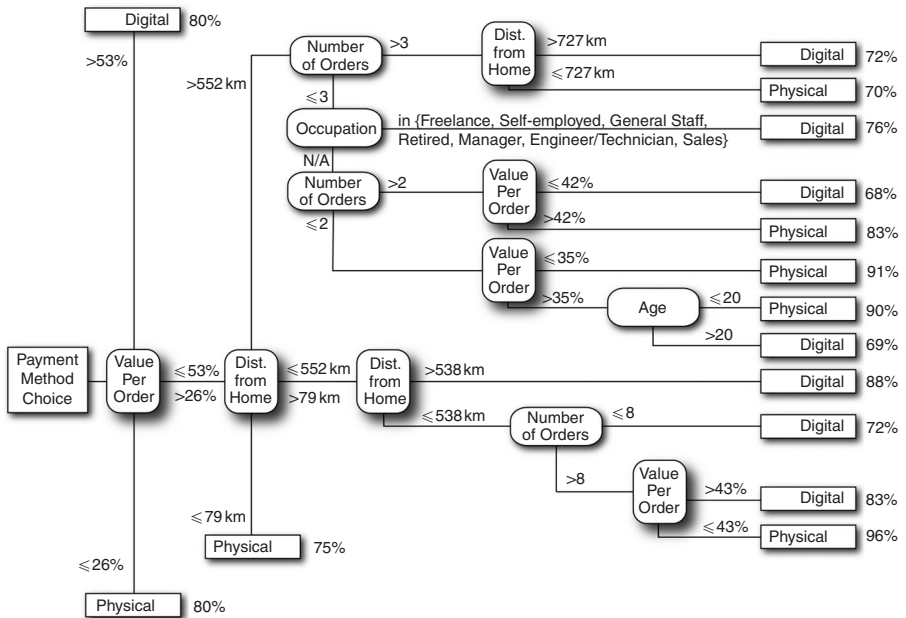 Digital 80%
>53%
Number
of Orders
>3
Dist.
from
Home
>727 km
Digital 72%
≤727 km
Physical 70%
>552 km
≤3
Occupation
in {Freelance, Self-employed, General Staff,
Retired, Manager, Engineer/Technician, Sales}
Digital 76%
N/A
Number
of Orders
>2
Value
Per
Order
≤42%
Digital 68%
>42%
Physical 83%
≤2
Value
Per
Order
≤35%
Physical 91%
>35%
Age
≤20
Physical 90%
>20
Digital 69%
Payment
Method
Choice
Value
Per
Order
≤53%
>26%
Dist.
from
Home
≤552 km
>79 km
Dist.
from
Home
>538 km
Digital 88%
≤538 km
Number
of Orders
≤8
Digital 72%
>8
Value
Per
Order
>43%
Digital 83%
≤43%
Physical 96%
≤79 km
Physical 75%
≤26%
Physical 80%